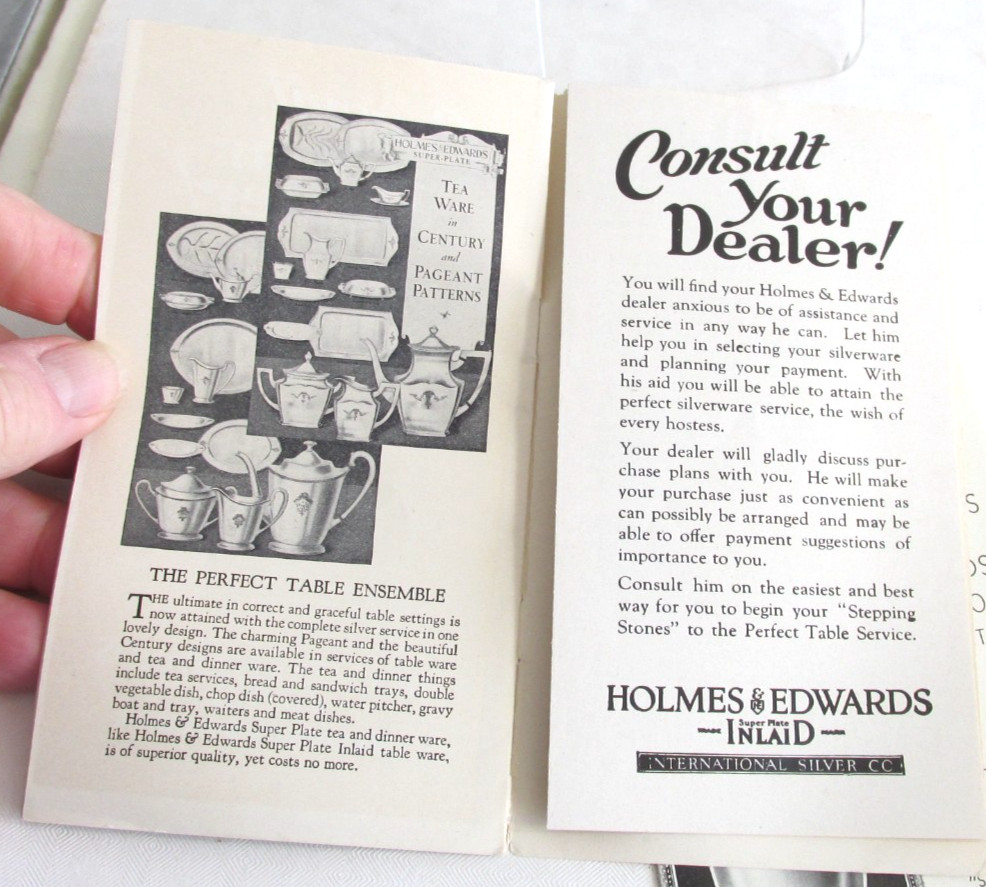 HOLMES & EDWARDS
SUPER-PLATE
TEA
WARE
in
CENTURY
and
PAGEANT
PATTERNS
THE PERFECT TABLE ENSEMBLE
THE ultimate in correct and graceful table settings is
now attained with the complete silver service in one
lovely design. The charming Pageant and the beautiful
Century designs are available in services of table ware
and tea and dinner ware. The tea and dinner things
include tea services, bread and sandwich trays, double
vegetable dish, chop dish (covered), water pitcher, gravy
boat and tray, waiters and meat dishes.
Holmes & Edwards Super Plate tea and dinner ware,
like Holmes & Edwards Super Plate Inlaid table ware,
is of superior quality, yet costs no more.
Consult
Your
Dealer!
You will find your Holmes & Edwards
dealer anxious to be of assistance and
service in any way he can. Let him
help you in selecting your silverware
and planning your payment. With
his aid you will be able to attain the
perfect silverware service, the wish of
every hostess.
Your dealer will gladly discuss pur-
chase plans with you. He will make
your purchase just as convenient as
can possibly be arranged and may be
able to offer payment suggestions of
importance to you.
Consult him on the easiest and best
way for you to begin your "Stepping
Stones" to the Perfect Table Service.
HOLMES & EDWARDS
Super Plate
TRADE INLAID MARK
INTERNATIONAL SILVER CO